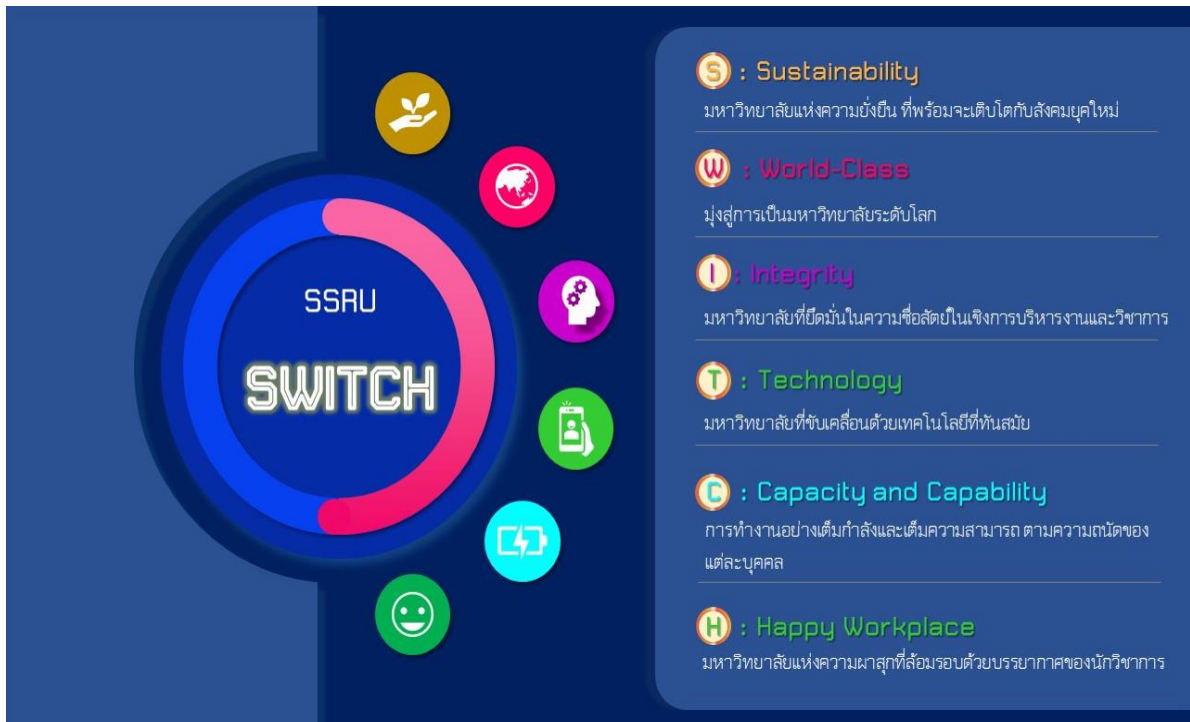 SSRU
SWITCH
S : Sustainability
มหาวิทยาลัยแห่งความยั่งยืน ที่พร้อมจะเติบโตกับสังคมยุคใหม่
W : World-Class
มุ่งสู่การเป็นมหาวิทยาลัยระดับโลก
I : Integrity
มหาวิทยาลัยที่ยึดมั่นในความซื่อสัตย์ในเชิงการบริหารงานและวิชาการ
T : Technology
มหาวิทยาลัยที่ขับเคลื่อนด้วยเทคโนโลยีที่ทันสมัย
C : Capacity and Capability
การทำงานอย่างเต็มกำลังและเต็มความสามารถ ตามความถนัดของ
แต่ละบุคคล
H : Happy Workplace
มหาวิทยาลัยแห่งความผาสุกที่ล้อมรอบด้วยบรรยากาศของนักวิชาการ